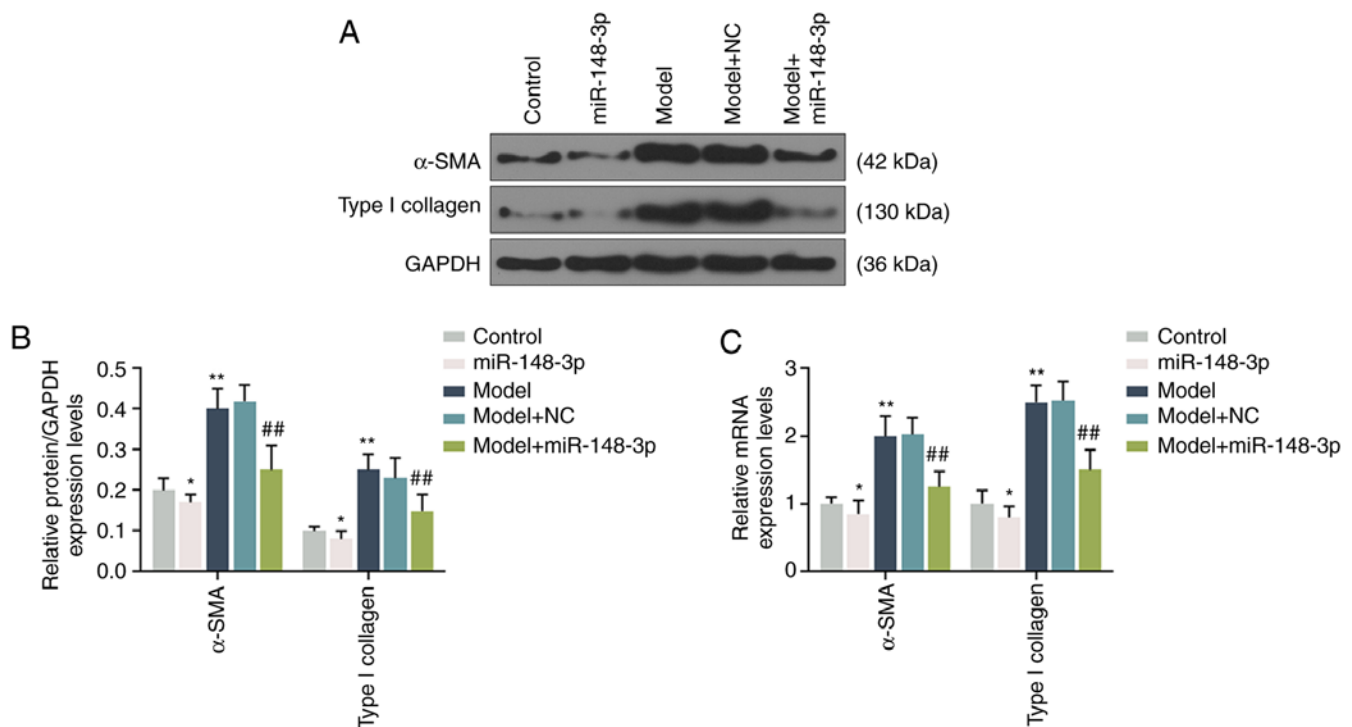 A
Control
miR-148-3p
Model
Model+NC
Model+
miR-148-3p
α-SMA
(42 kDa)
Type I collagen
(130 kDa)
GAPDH
(36 kDa)
B
Relative protein/GAPDH
expression levels
0.5
0.4
0.3
0.2
0.1
0.0
*
**
##
*
**
##
α-SMA
Type I collagen
Control
miR-148-3p
Model
Model+NC
Model+miR-148-3p
C
Relative mRNA
expression levels
3
2
1
0
*
**
##
*
**
##
α-SMA
Type I collagen
Control
miR-148-3p
Model
Model+NC
Model+miR-148-3p